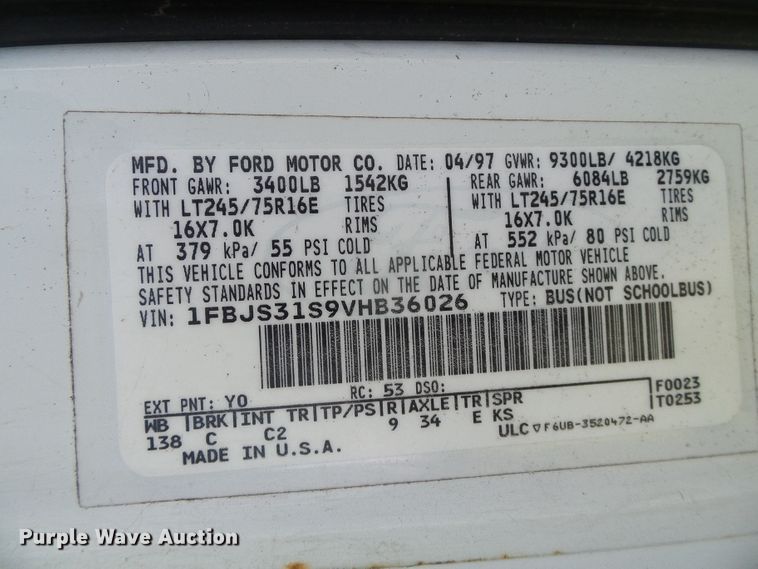 MFD. BY FORD MOTOR CO. DATE: 04/97 GVWR: 9300LB/ 4218KG
FRONT GAWR: 3400LB 1542KG REAR GAWR: 6084LB 2759KG
WITH LT245/75R16E TIRES WITH LT245/75R16E TIRES
16X7.0K RIMS 16X7.0K RIMS
AT 379 kPa/ 55 PSI COLD AT 552 kPa/ 80 PSI COLD
THIS VEHICLE CONFORMS TO ALL APPLICABLE FEDERAL MOTOR VEHICLE
SAFETY STANDARDS IN EFFECT ON THE DATE OF MANUFACTURE SHOWN ABOVE.
VIN: 1FBJS31S9VHB36026 TYPE: BUS(NOT SCHOOLBUS)
EXT PNT: YO RC: 53 DSO: F0023
WB BRK INT TR TP/PS R AXLE TR SPR T0253
138 C C2 9 34 E KS
MADE IN U.S.A. ULC F6UB-3520472-AA
Purple Wave Auction